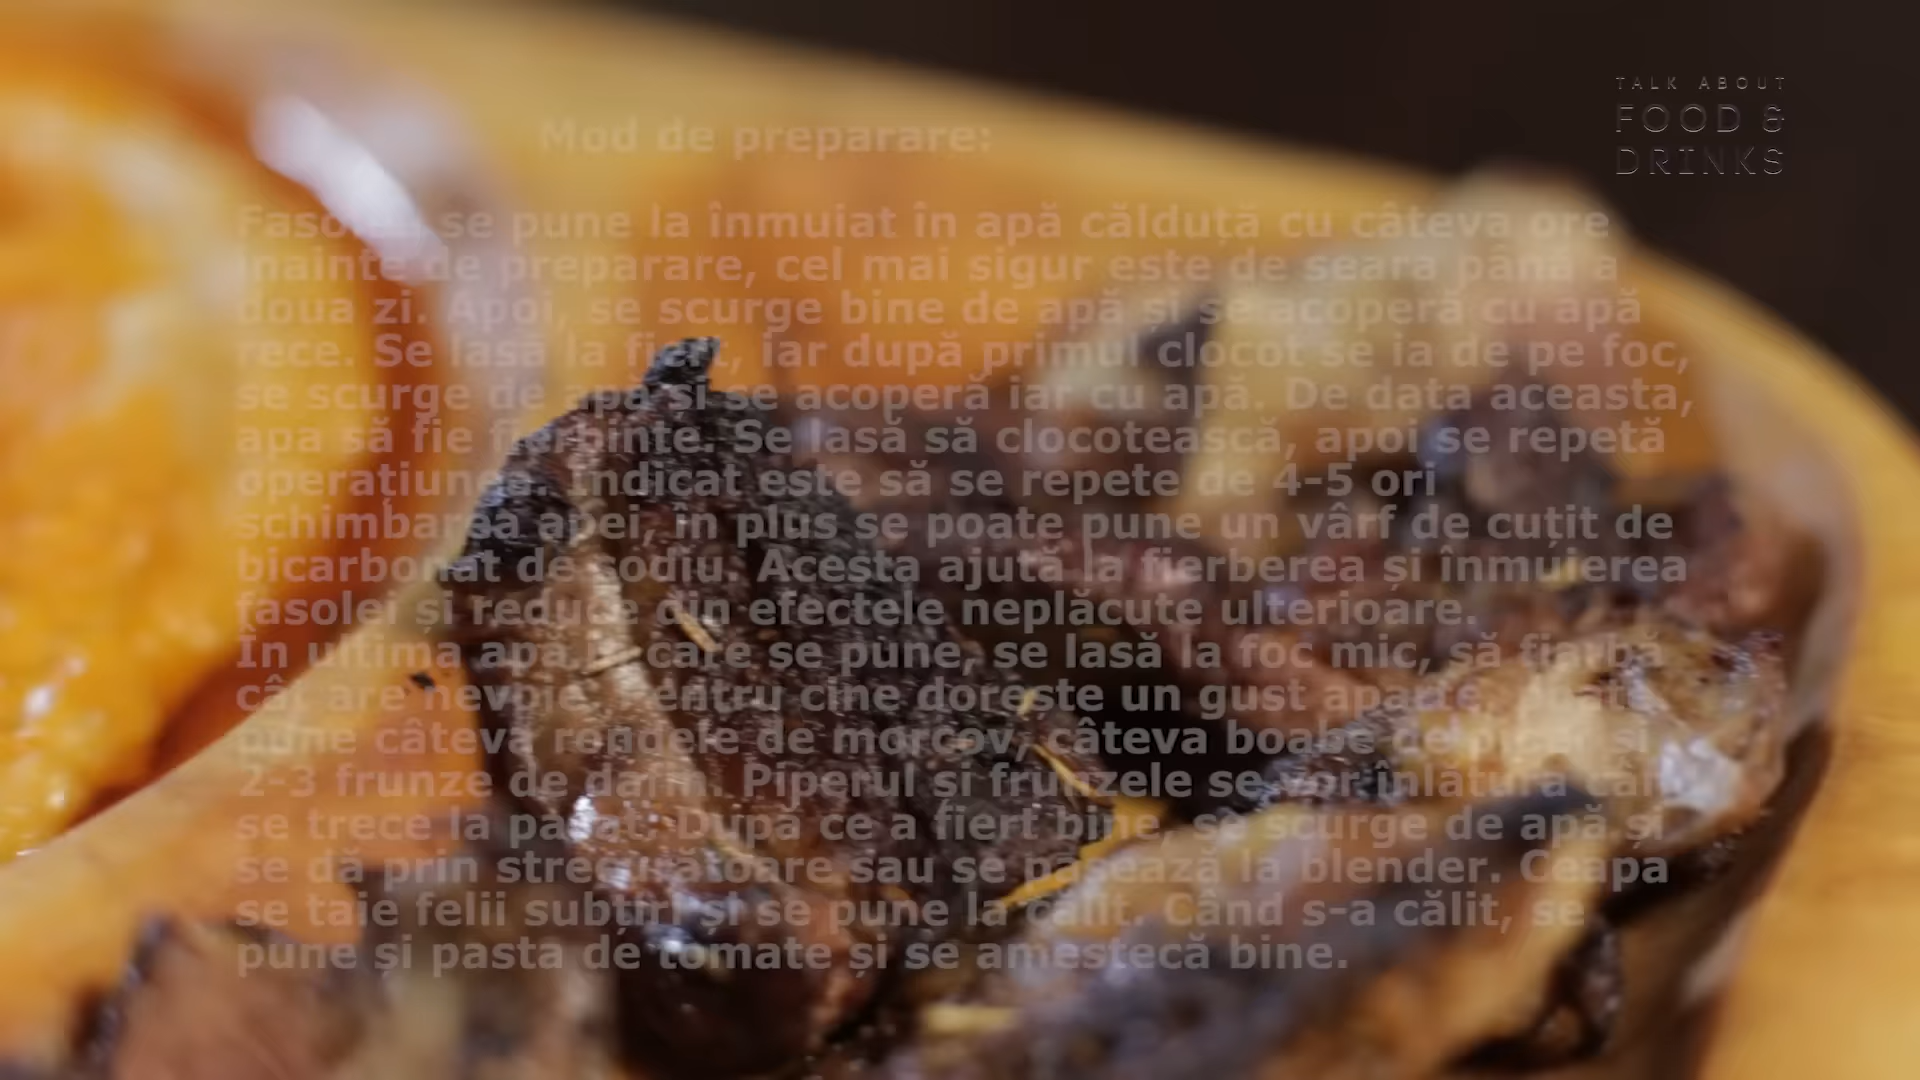 TALK ABOUT
FOOD &
DRINKS
Mod de preparare:
Fasolea se pune la înmuiat în apă călduță cu câteva ore
înainte de preparare, cel mai sigur este de seara până a
doua zi. Apoi, se scurge bine de apă și se acoperă cu apă
rece. Se lasă la fiert, iar după primul clocot se ia de pe foc,
se scurge de apă și se acoperă iar cu apă. De data aceasta,
apa să fie fierbinte. Se lasă să clocotească, apoi se repetă
operațiunea. Indicat este să se repete de 4-5 ori
schimbarea apei, în plus se poate pune un vârf de cuțit de
bicarbonat de sodiu. Acesta ajută la fierberea și înmuierea
fasolei și reduce din efectele neplăcute ulterioare.
In ultima apă în care se pune, se lasă la foc mic, să fiarbă
cât are nevoie. Pentru cine dorește un gust aparte,
pune câteva rondele de morcov, câteva boabe de piper și
2-3 frunze de dafin. Piperul și frunzele se vor înlătura când
se trece la pasat. După ce a fiert bine, se scurge de apă și
se dă prin strecurătoare sau se pasează la blender. Ceapa
se taie felii subțiri și se pune la călit. Când s-a călit, se
pune și pasta de tomate și se amestecă bine.